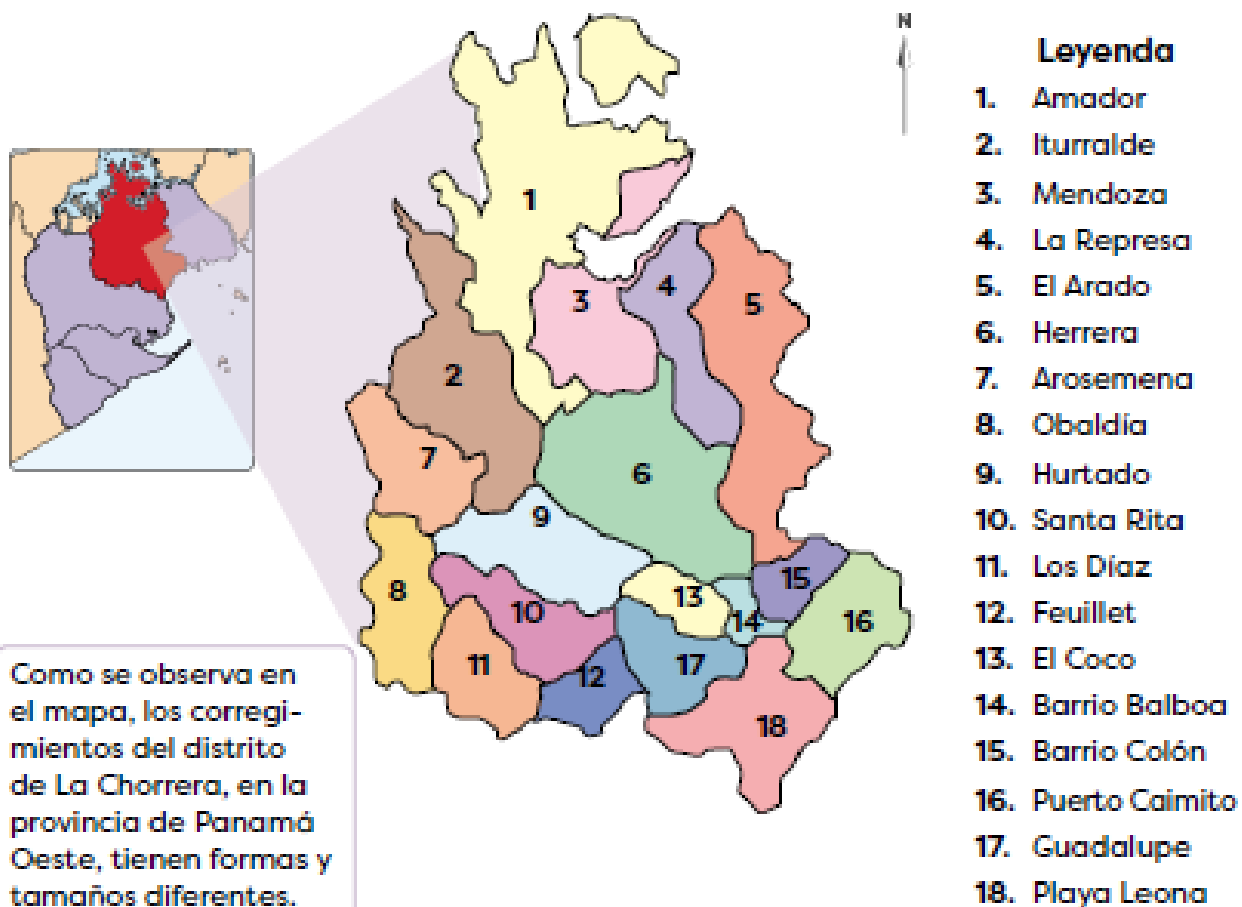 N
Leyenda
1. Amador
2. Iturralde
3. Mendoza
4. La Represa
5. El Arado
6. Herrera
7. Arosemena
8. Obaldía
9. Hurtado
10. Santa Rita
11. Los Díaz
12. Feuillet
13. El Coco
14. Barrio Balboa
15. Barrio Colón
16. Puerto Caimito
17. Guadalupe
18. Playa Leona
1
2
3
4
5
6
7
8
9
10
11
12
13
14
15
16
17
18
Como se observa en
el mapa, los corregi-
mientos del distrito
de La Chorrera, en la
provincia de Panamá
Oeste, tienen formas y
tamaños diferentes.